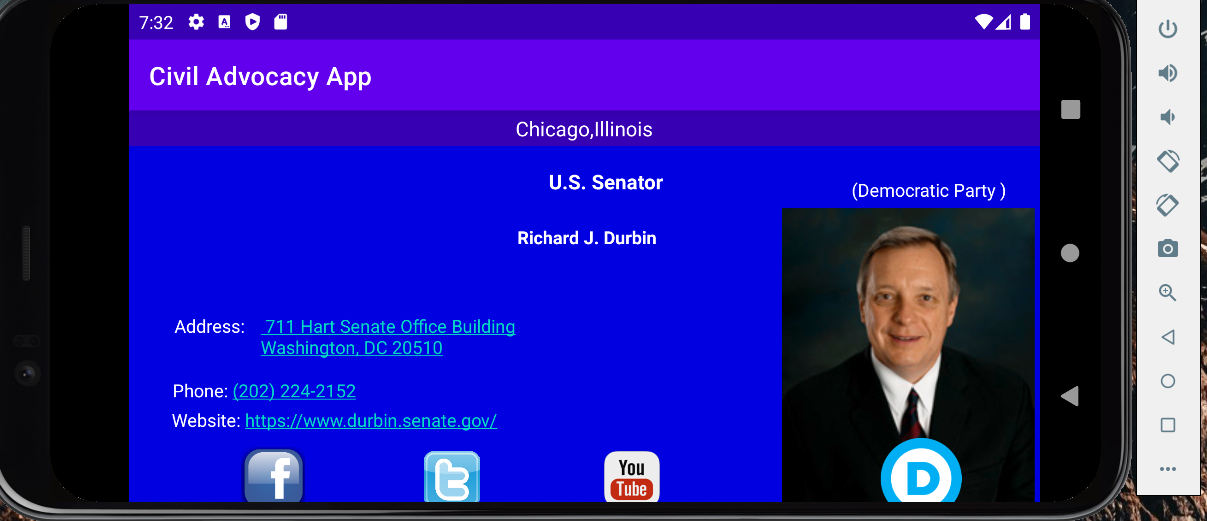 7:32
A
Civil Advocacy App
Chicago,Illinois
U.S. Senator
(Democratic Party )
Richard J. Durbin
Address: 711 Hart Senate Office Building
Washington, DC 20510
Phone: (202) 224-2152
Website: https://www.durbin.senate.gov/
f
t
You
Tube
D